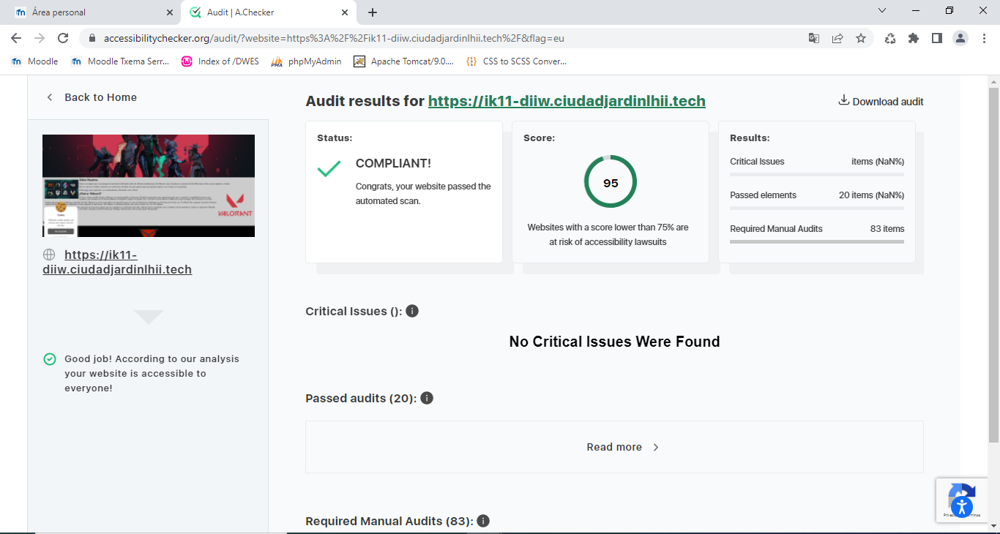 Área personal
Audit | A.Checker
accessibilitychecker.org/audit/?website=https%3A%2F%2Fik11-diiw.ciudadjardinlhii.tech%2F&flag=eu
Moodle
Moodle Txema Serr...
Index of /DWES
phpMyAdmin
Apache Tomcat/9.0....
CSS to SCSS Conver...
Back to Home
VALORANT
https://ik11-
diiw.ciudadjardinlhii.tech
Good job! According to our analysis
your website is accessible to
everyone!
Audit results for https://ik11-diiw.ciudadjardinlhii.tech
Download audit
Status:
COMPLIANT!
Congrats, your website passed the
automated scan.
Score:
95
Websites with a score lower than 75% are
at risk of accessibility lawsuits
Results:
Critical Issues items (NaN%)
Passed elements 20 items (NaN%)
Required Manual Audits 83 items
Critical Issues ():
No Critical Issues Were Found
Passed audits (20):
Read more
Required Manual Audits (83):